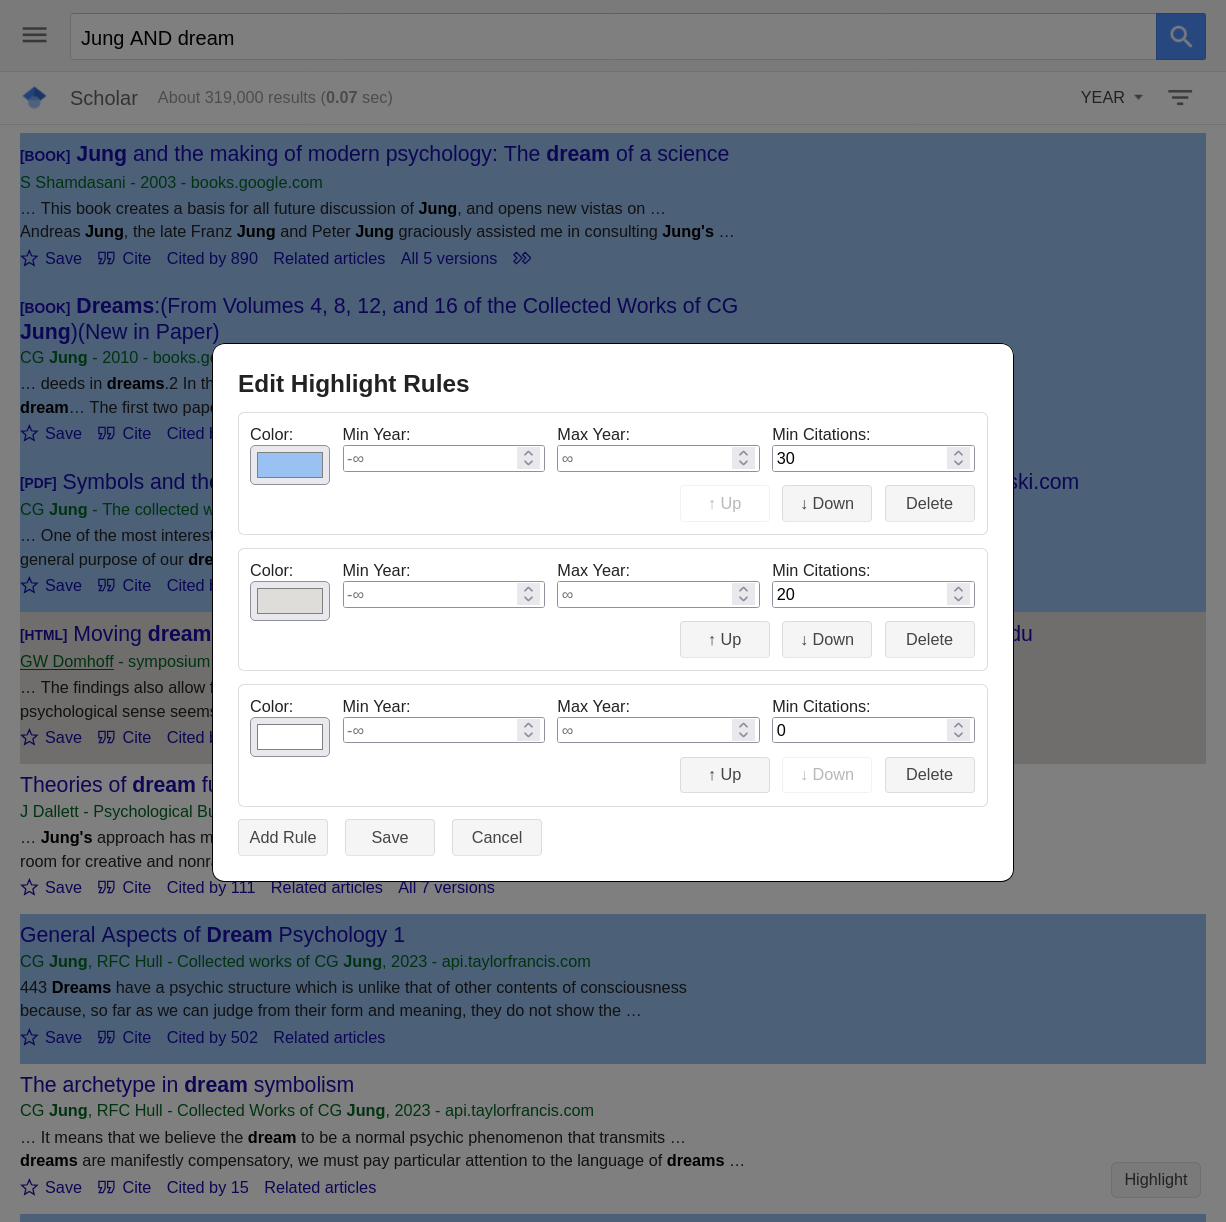 Jung AND dream
Scholar About 319,000 results (0.07 sec) YEAR
[BOOK] Jung and the making of modern psychology: The dream of a science
S Shamdasani - 2003 - books.google.com
… This book creates a basis for all future discussion of Jung, and opens new vistas on …
Andreas Jung, the late Franz Jung and Peter Jung graciously assisted me in consulting Jung's …
Save Cite Cited by 890 Related articles All 5 versions
[BOOK] Dreams:(From Volumes 4, 8, 12, and 16 of the Collected Works of CG
Jung)(New in Paper)
CG Jung - 2010 - books.g
… deeds in dreams.2 In th
dream… The first two pap
Save Cite Cited b
[PDF] Symbols and the ski.com
CG Jung - The collected w
… One of the most interest
general purpose of our dre
Save Cite Cited b
[HTML] Moving dream du
GW Domhoff - symposium
… The findings also allow
psychological sense seems
Save Cite Cited b
Theories of dream fu
J Dallett - Psychological Bu
… Jung's approach has m
room for creative and nonra
Save Cite Cited by 111 Related articles All 7 versions
Edit Highlight Rules
Color: Min Year: Max Year: Min Citations:
-∞ ∞ 30
↑ Up ↓ Down Delete
Color: Min Year: Max Year: Min Citations:
-∞ ∞ 20
↑ Up ↓ Down Delete
Color: Min Year: Max Year: Min Citations:
-∞ ∞ 0
↑ Up ↓ Down Delete
Add Rule Save Cancel
General Aspects of Dream Psychology 1
CG Jung, RFC Hull - Collected works of CG Jung, 2023 - api.taylorfrancis.com
443 Dreams have a psychic structure which is unlike that of other contents of consciousness
because, so far as we can judge from their form and meaning, they do not show the …
Save Cite Cited by 502 Related articles
The archetype in dream symbolism
CG Jung, RFC Hull - Collected Works of CG Jung, 2023 - api.taylorfrancis.com
… It means that we believe the dream to be a normal psychic phenomenon that transmits …
dreams are manifestly compensatory, we must pay particular attention to the language of dreams …
Save Cite Cited by 15 Related articles
Highlight